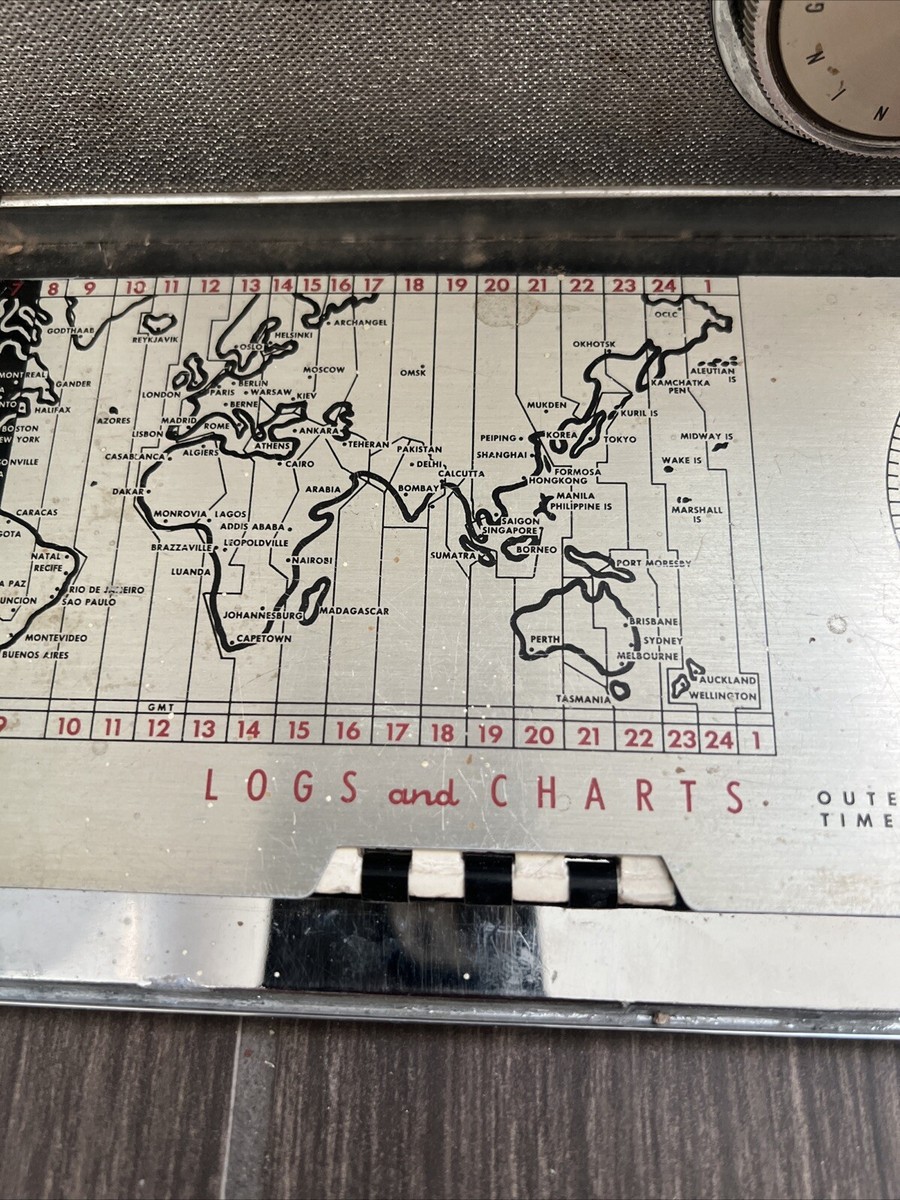 G
N
N
7 8 9 10 11 12 13 14 15 16 17 18 19 20 21 22 23 24 1
GODTHAAB
REYKJAVIK
OSLO
HELSINKI
ARCHANGEL
OCLC
OKHOTSK
MONTREAL
GANDER
LONDON
PARIS
BERLIN
WARSAW
MOSCOW
KIEV
OMSK
ALEUTIAN
IS
KAMCHATKA
PEN
HALIFAX
AZORES
BERNE
MUKDEN
KURIL IS
BOSTON
MADRID
LISBON
ROME
ATHENS
ANKARA
TEHERAN
PAKISTAN
PEIPING
KOREA
TOKYO
MIDWAY IS
CASABLANCA
ALGIERS
CAIRO
DELHI
SHANGHAI
WAKE IS
CALCUTTA
FORMOSA
HONGKONG
DAKAR
ARABIA
BOMBAY
MANILA
PHILIPPINE IS
MARSHALL
IS
CARACAS
MONROVIA
LAGOS
ADDIS ABABA
SAIGON
SINGAPORE
BRAZZAVILLE
LEOPOLDVILLE
NAIROBI
SUMATRA
BORNEO
PORT MORESBY
NATAL
RECIFE
LUANDA
RIO DE JANEIRO
SAO PAULO
JOHANNESBURG
MADAGASCAR
BRISBANE
MONTEVIDEO
CAPETOWN
PERTH
SYDNEY
BUENOS AIRES
MELBOURNE
AUCKLAND
TASMANIA
WELLINGTON
GMT
9 10 11 12 13 14 15 16 17 18 19 20 21 22 23 24 1
LOGS and CHARTS.
OUTE
TIME